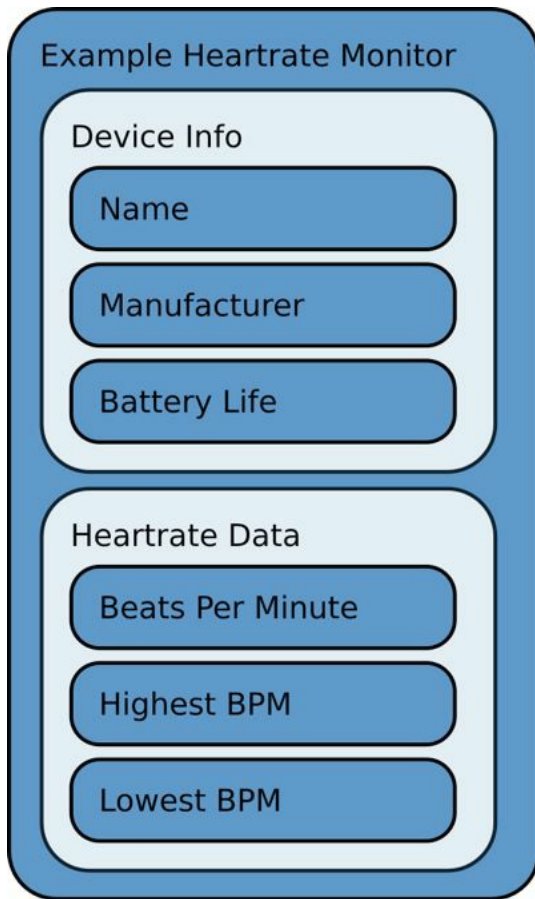 Example Heartrate Monitor
Device Info
Name
Manufacturer
Battery Life
Heartrate Data
Beats Per Minute
Highest BPM
Lowest BPM